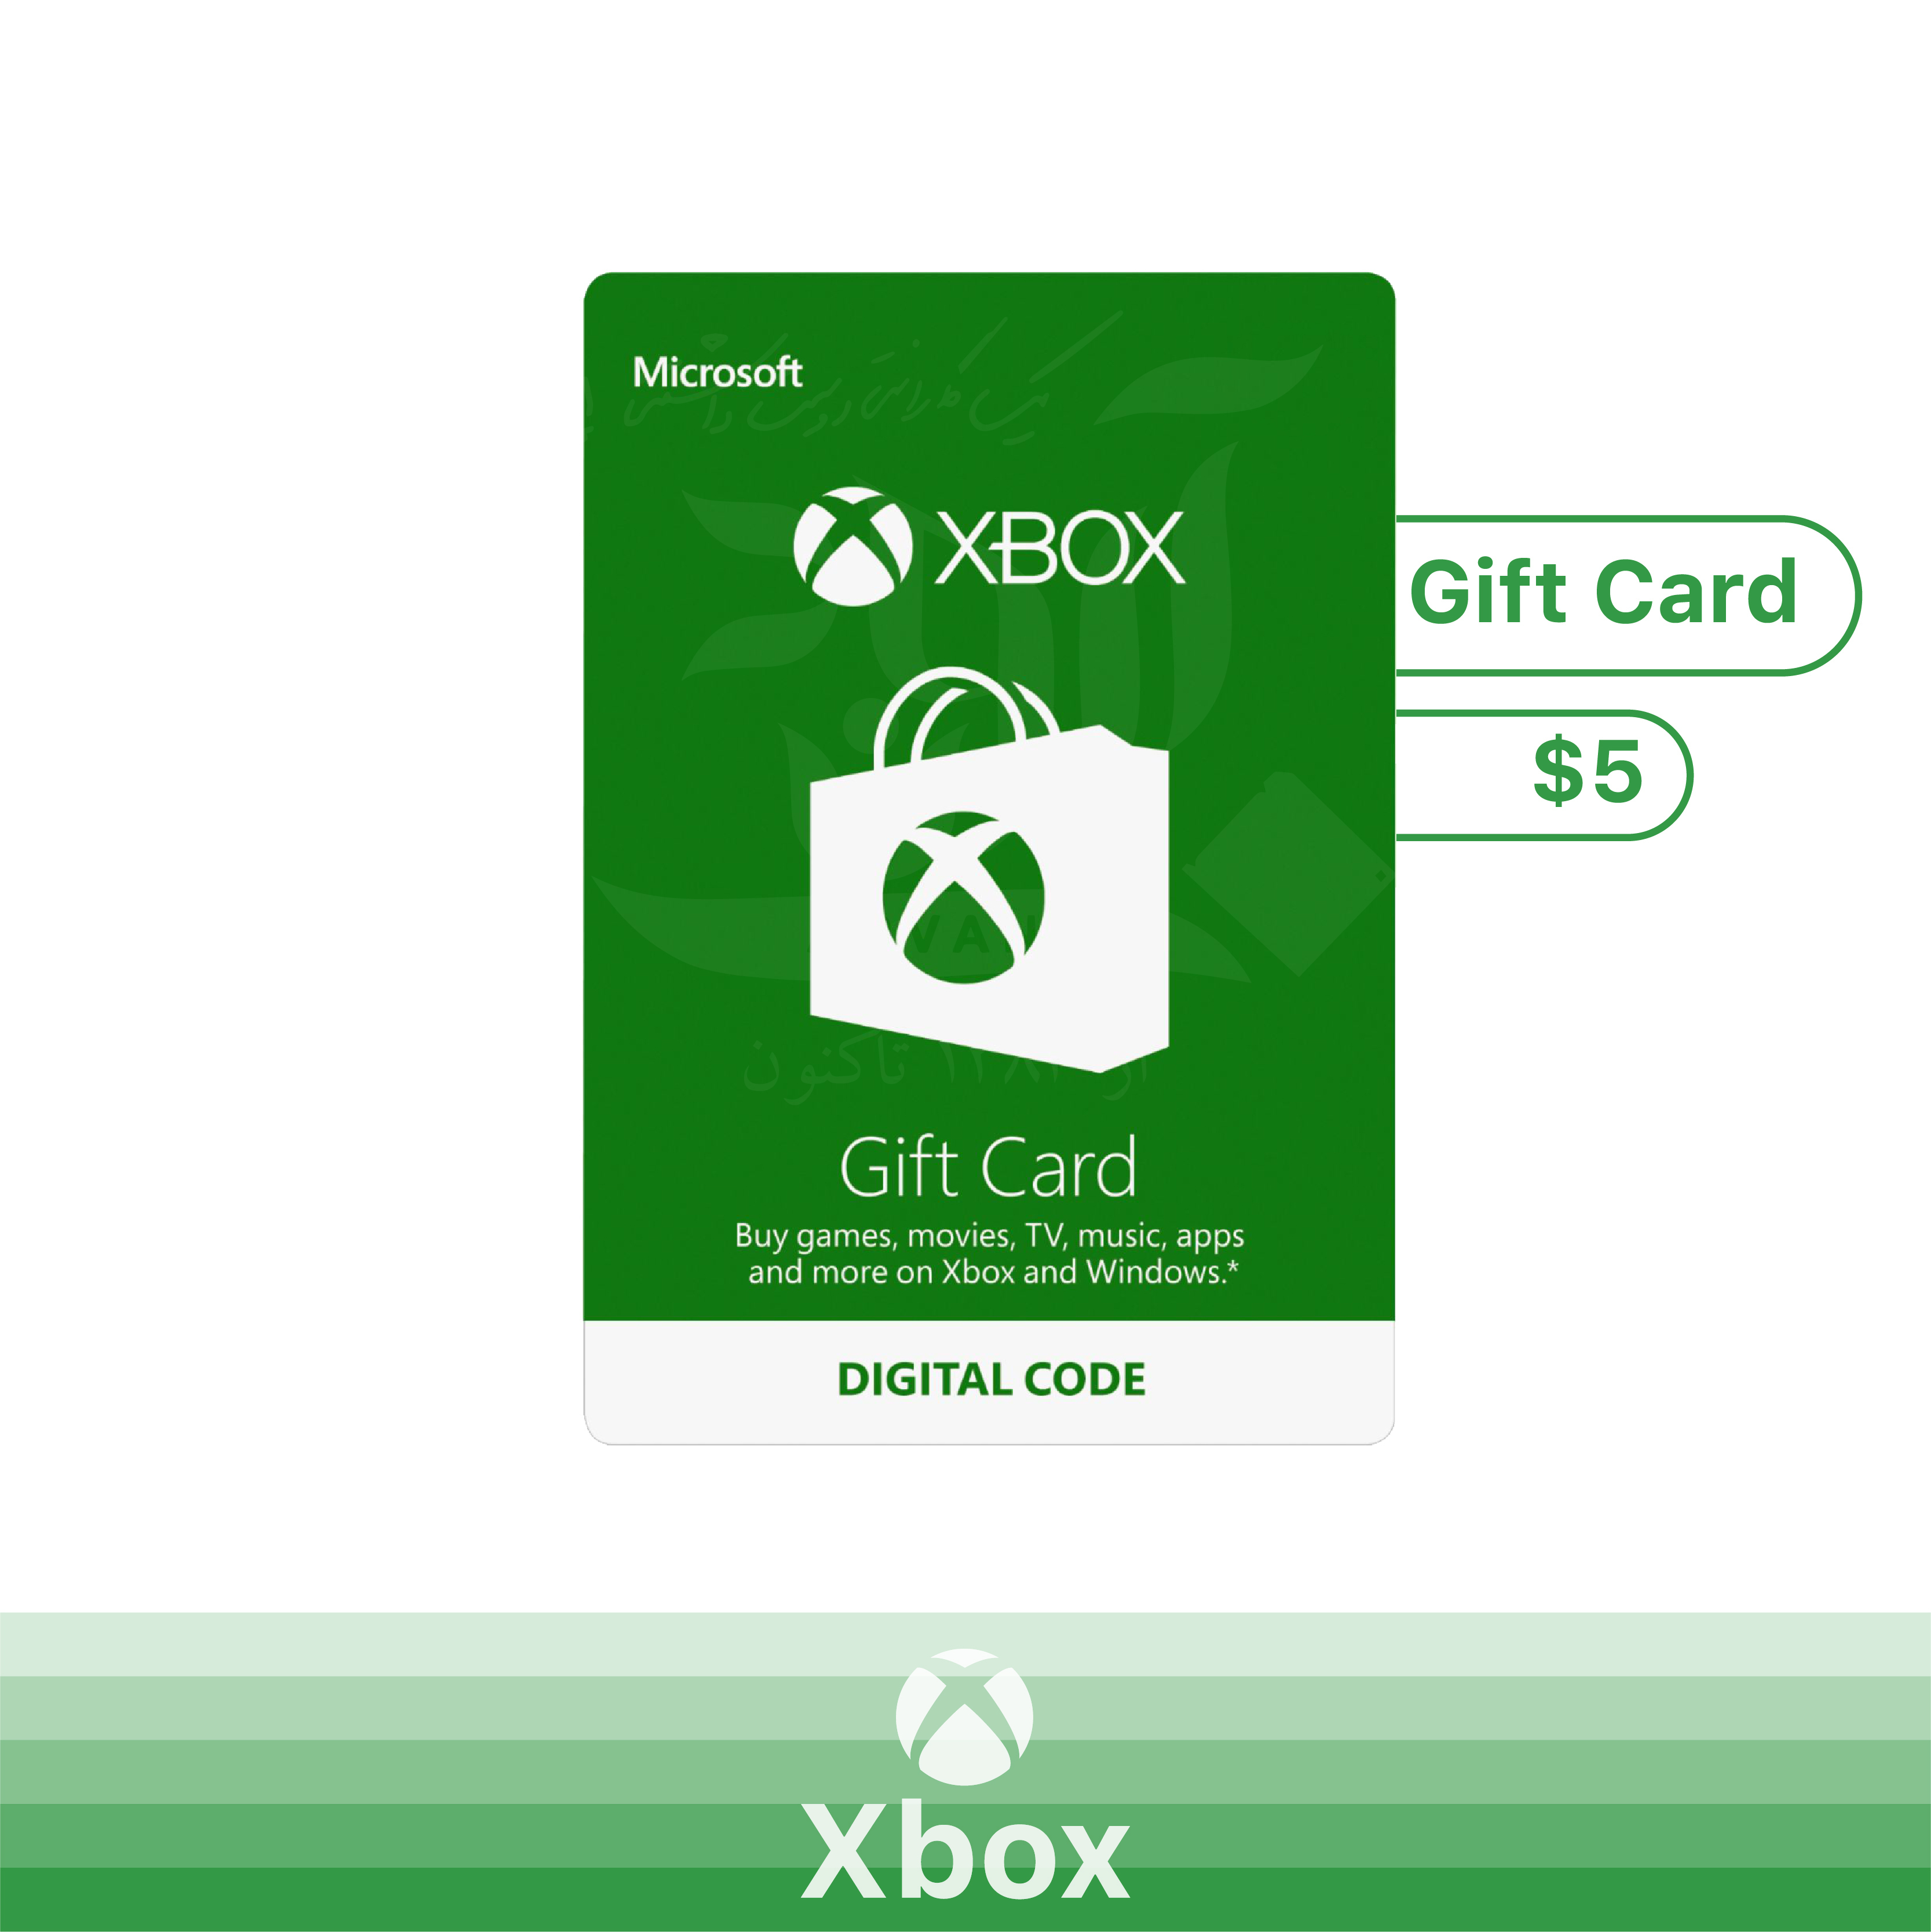 Microsoft
XBOX
Gift Card
$5
تاکنون
Gift Card
Buy games, movies, TV, music, apps
and more on Xbox and Windows.*
DIGITAL CODE
Xbox